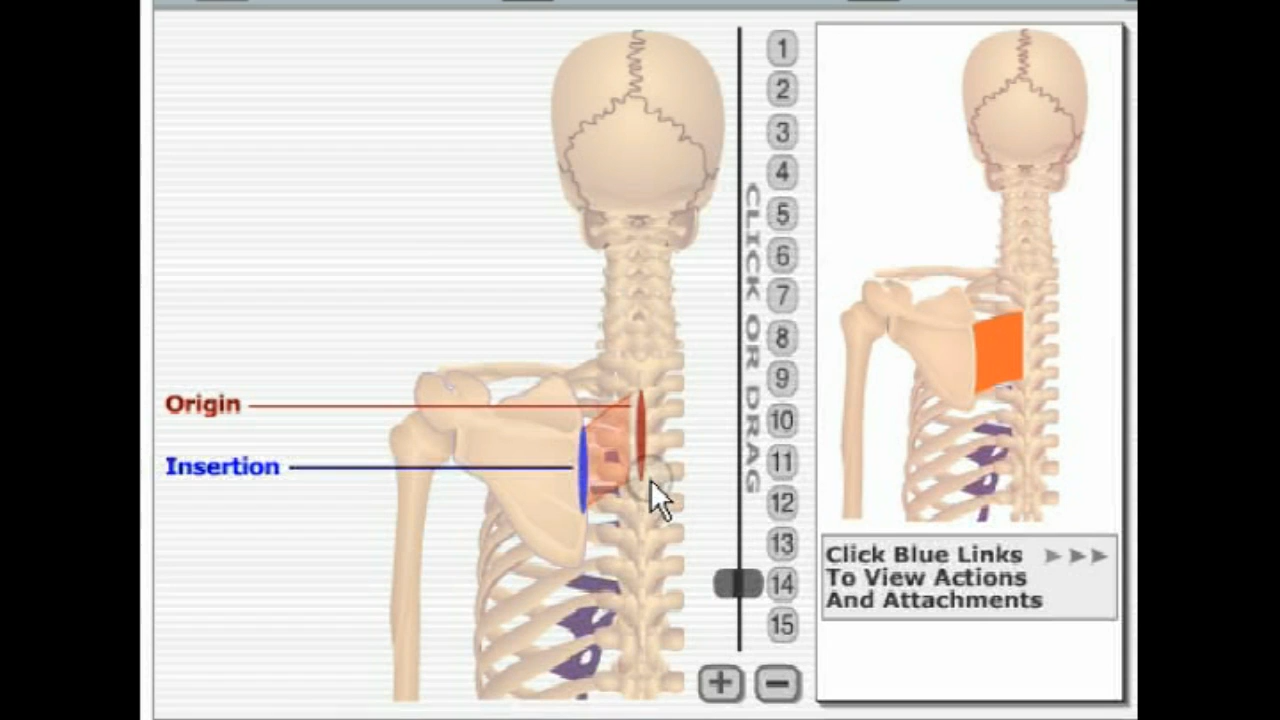 Origin
Insertion
CLICK OR DRAG
1
2
3
4
5
6
7
8
9
10
11
12
13
14
15
+
−
Click Blue Links
To View Actions
And Attachments